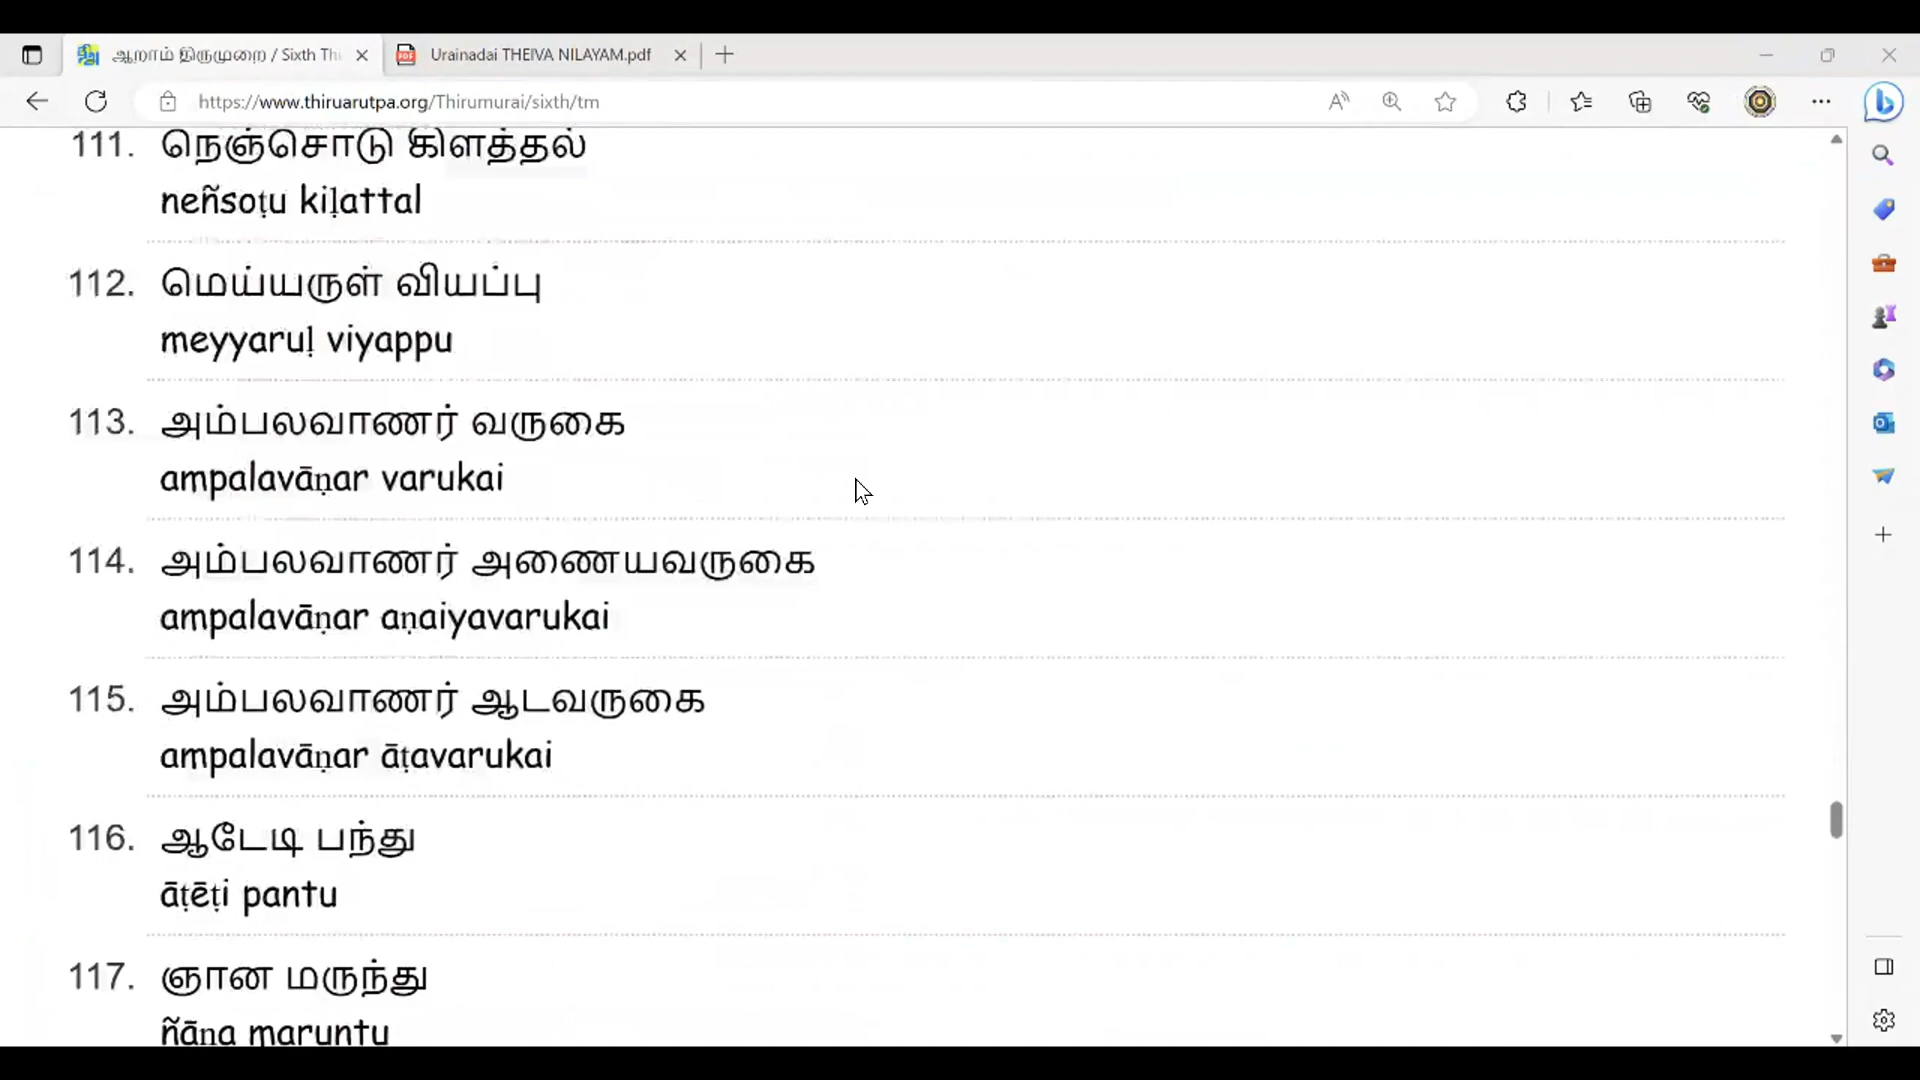 ஆறாம் திருமுறை / Sixth Thi
Urainadai THEIVA NILAYAM.pdf
https://www.thiruarutpa.org/Thirumurai/sixth/tm
111. நெஞ்சொடு கிளத்தல்
neñsoṭu kiḷattal
112. மெய்யருள் வியப்பு
meyyaruḷ viyappu
113. அம்பலவாணர் வருகை
ampalavāṇar varukai
114. அம்பலவாணர் அணையவருகை
ampalavāṇar aṇaiyavarukai
115. அம்பலவாணர் ஆடவருகை
ampalavāṇar āṭavarukai
116. ஆடேடி பந்து
āṭēṭi pantu
117. ஞான மருந்து
ñāṉa maruntu